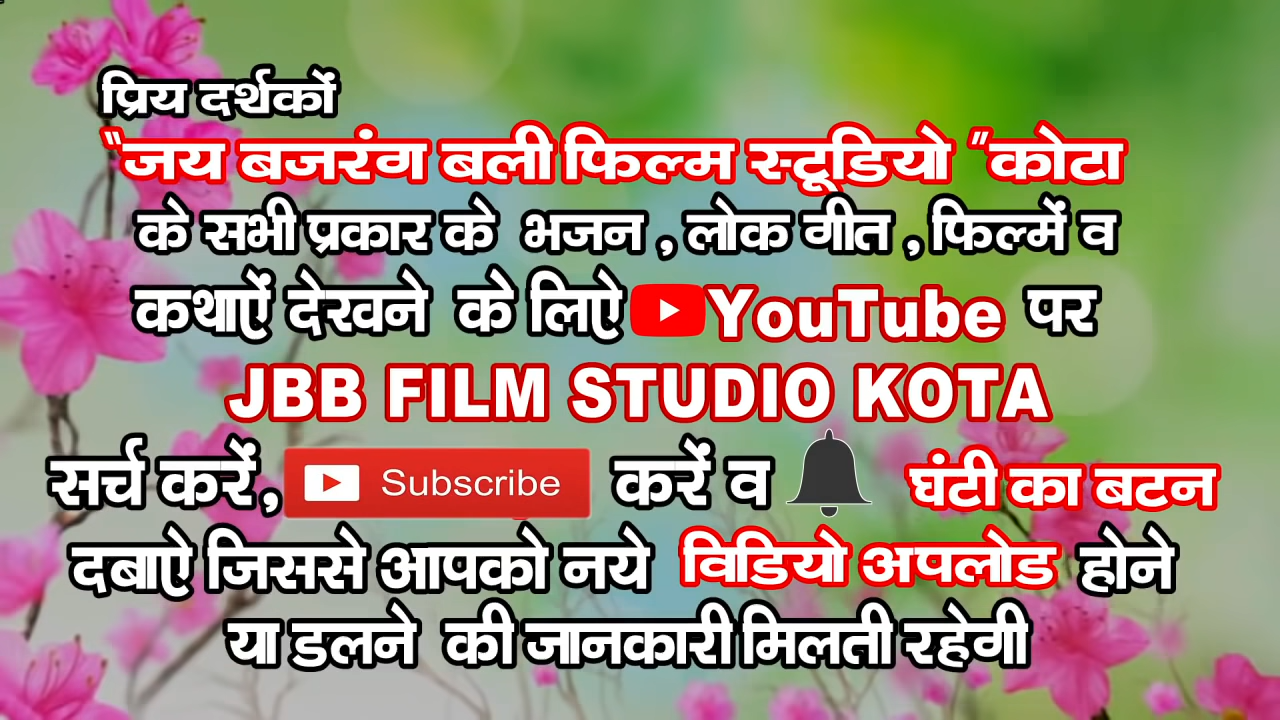 प्रिय दर्शकों
"जय बजरंग बली फिल्म स्टूडियो "कोटा
के सभी प्रकार के भजन , लोक गीत , फिल्में व
कथाऐं देखने के लिए YouTube पर
JBB FILM STUDIO KOTA
सर्च करें, Subscribe करें व घंटी का बटन
दबाऐ जिससे आपको नये विडियो अपलोड होने
या डलने की जानकारी मिलती रहेगी